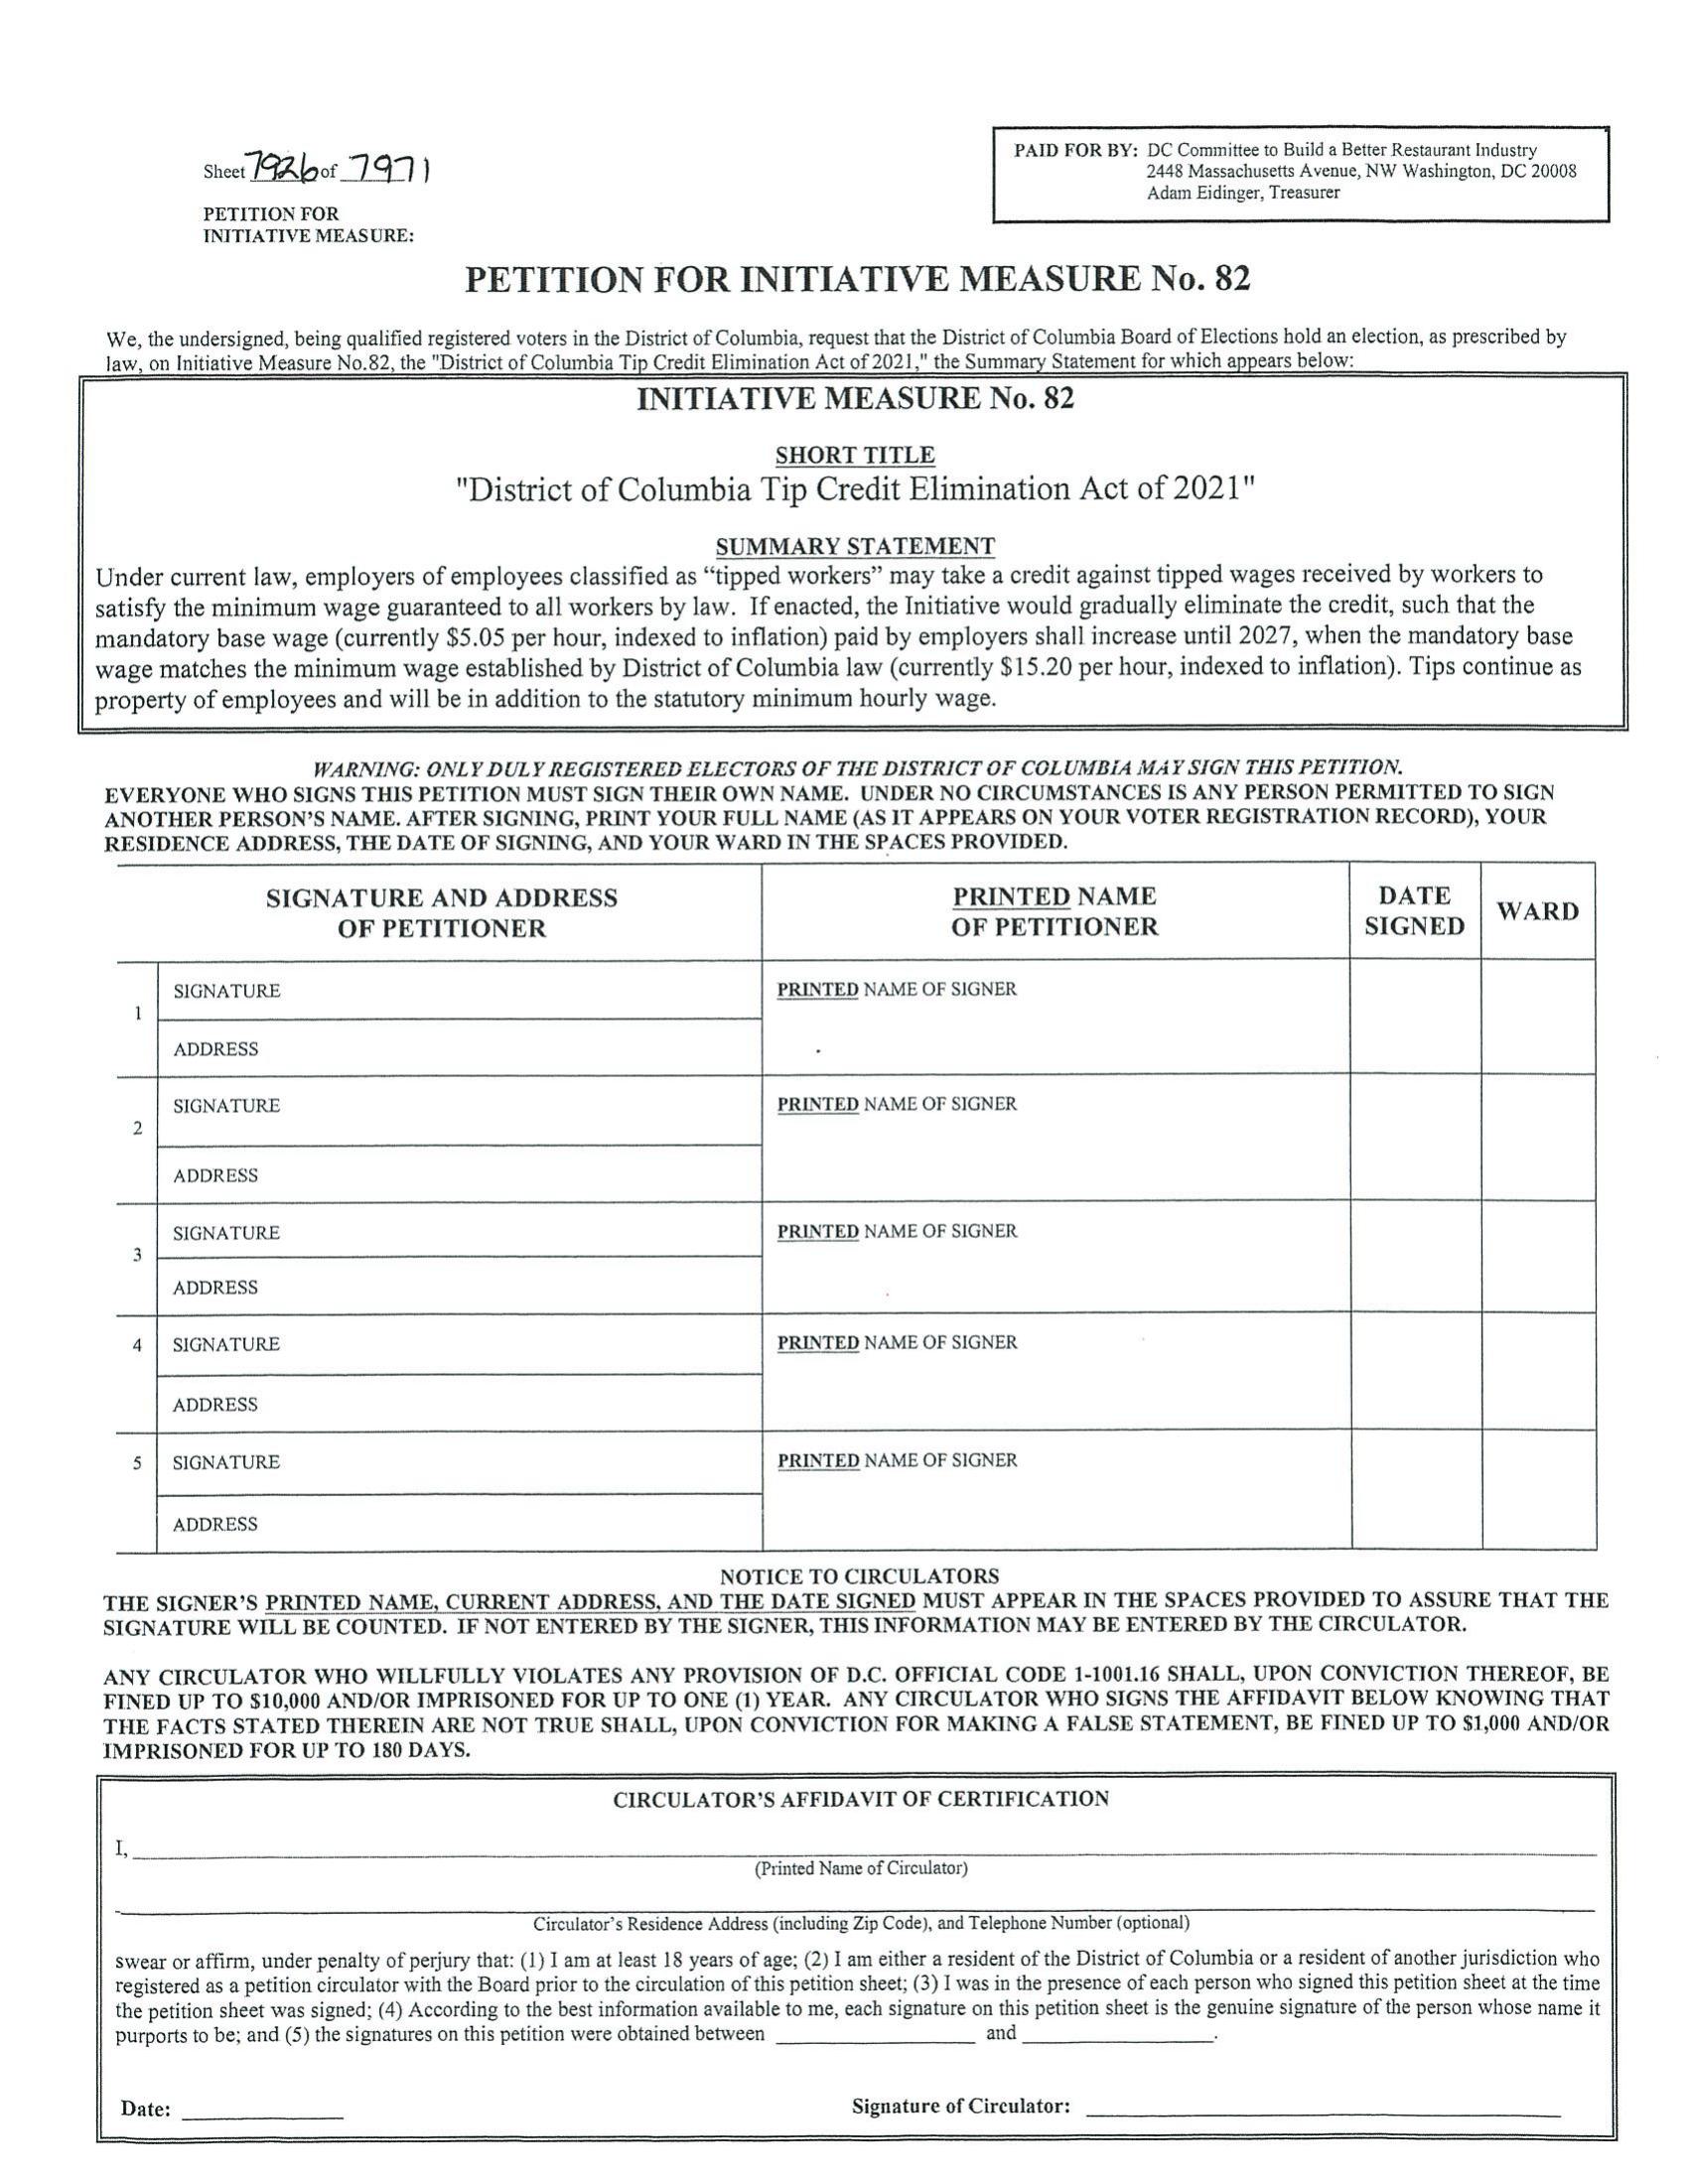 Sheet 7926 of 7971
PAID FOR BY: DC Committee to Build a Better Restaurant Industry
2448 Massachusetts Avenue, NW Washington, DC 20008
Adam Eidinger, Treasurer
PETITION FOR
INITIATIVE MEASURE:
PETITION FOR INITIATIVE MEASURE No. 82
We, the undersigned, being qualified registered voters in the District of Columbia, request that the District of Columbia Board of Elections hold an election, as prescribed by
law, on Initiative Measure No.82, the "District of Columbia Tip Credit Elimination Act of 2021," the Summary Statement for which appears below:
INITIATIVE MEASURE No. 82
SHORT TITLE
"District of Columbia Tip Credit Elimination Act of 2021"
SUMMARY STATEMENT
Under current law, employers of employees classified as “tipped workers” may take a credit against tipped wages received by workers to
satisfy the minimum wage guaranteed to all workers by law. If enacted, the Initiative would gradually eliminate the credit, such that the
mandatory base wage (currently $5.05 per hour, indexed to inflation) paid by employers shall increase until 2027, when the mandatory base
wage matches the minimum wage established by District of Columbia law (currently $15.20 per hour, indexed to inflation). Tips continue as
property of employees and will be in addition to the statutory minimum hourly wage.
WARNING: ONLY DULY REGISTERED ELECTORS OF THE DISTRICT OF COLUMBIA MAY SIGN THIS PETITION.
EVERYONE WHO SIGNS THIS PETITION MUST SIGN THEIR OWN NAME. UNDER NO CIRCUMSTANCES IS ANY PERSON PERMITTED TO SIGN
ANOTHER PERSON’S NAME. AFTER SIGNING, PRINT YOUR FULL NAME (AS IT APPEARS ON YOUR VOTER REGISTRATION RECORD), YOUR
RESIDENCE ADDRESS, THE DATE OF SIGNING, AND YOUR WARD IN THE SPACES PROVIDED.
SIGNATURE AND ADDRESS
OF PETITIONER
PRINTED NAME
OF PETITIONER
DATE
SIGNED
WARD
1
SIGNATURE
PRINTED NAME OF SIGNER
ADDRESS
2
SIGNATURE
PRINTED NAME OF SIGNER
ADDRESS
3
SIGNATURE
PRINTED NAME OF SIGNER
ADDRESS
4
SIGNATURE
PRINTED NAME OF SIGNER
ADDRESS
5
SIGNATURE
PRINTED NAME OF SIGNER
ADDRESS
NOTICE TO CIRCULATORS
THE SIGNER’S PRINTED NAME, CURRENT ADDRESS, AND THE DATE SIGNED MUST APPEAR IN THE SPACES PROVIDED TO ASSURE THAT THE
SIGNATURE WILL BE COUNTED. IF NOT ENTERED BY THE SIGNER, THIS INFORMATION MAY BE ENTERED BY THE CIRCULATOR.
ANY CIRCULATOR WHO WILLFULLY VIOLATES ANY PROVISION OF D.C. OFFICIAL CODE 1-1001.16 SHALL, UPON CONVICTION THEREOF, BE
FINED UP TO $10,000 AND/OR IMPRISONED FOR UP TO ONE (1) YEAR. ANY CIRCULATOR WHO SIGNS THE AFFIDAVIT BELOW KNOWING THAT
THE FACTS STATED THEREIN ARE NOT TRUE SHALL, UPON CONVICTION FOR MAKING A FALSE STATEMENT, BE FINED UP TO $1,000 AND/OR
IMPRISONED FOR UP TO 180 DAYS.
CIRCULATOR’S AFFIDAVIT OF CERTIFICATION
I,
(Printed Name of Circulator)
Circulator’s Residence Address (including Zip Code), and Telephone Number (optional)
swear or affirm, under penalty of perjury that: (1) I am at least 18 years of age; (2) I am either a resident of the District of Columbia or a resident of another jurisdiction who
registered as a petition circulator with the Board prior to the circulation of this petition sheet; (3) I was in the presence of each person who signed this petition sheet at the time
the petition sheet was signed; (4) According to the best information available to me, each signature on this petition sheet is the genuine signature of the person whose name it
purports to be; and (5) the signatures on this petition were obtained between ____ and ____.
Date: ____ Signature of Circulator: ____